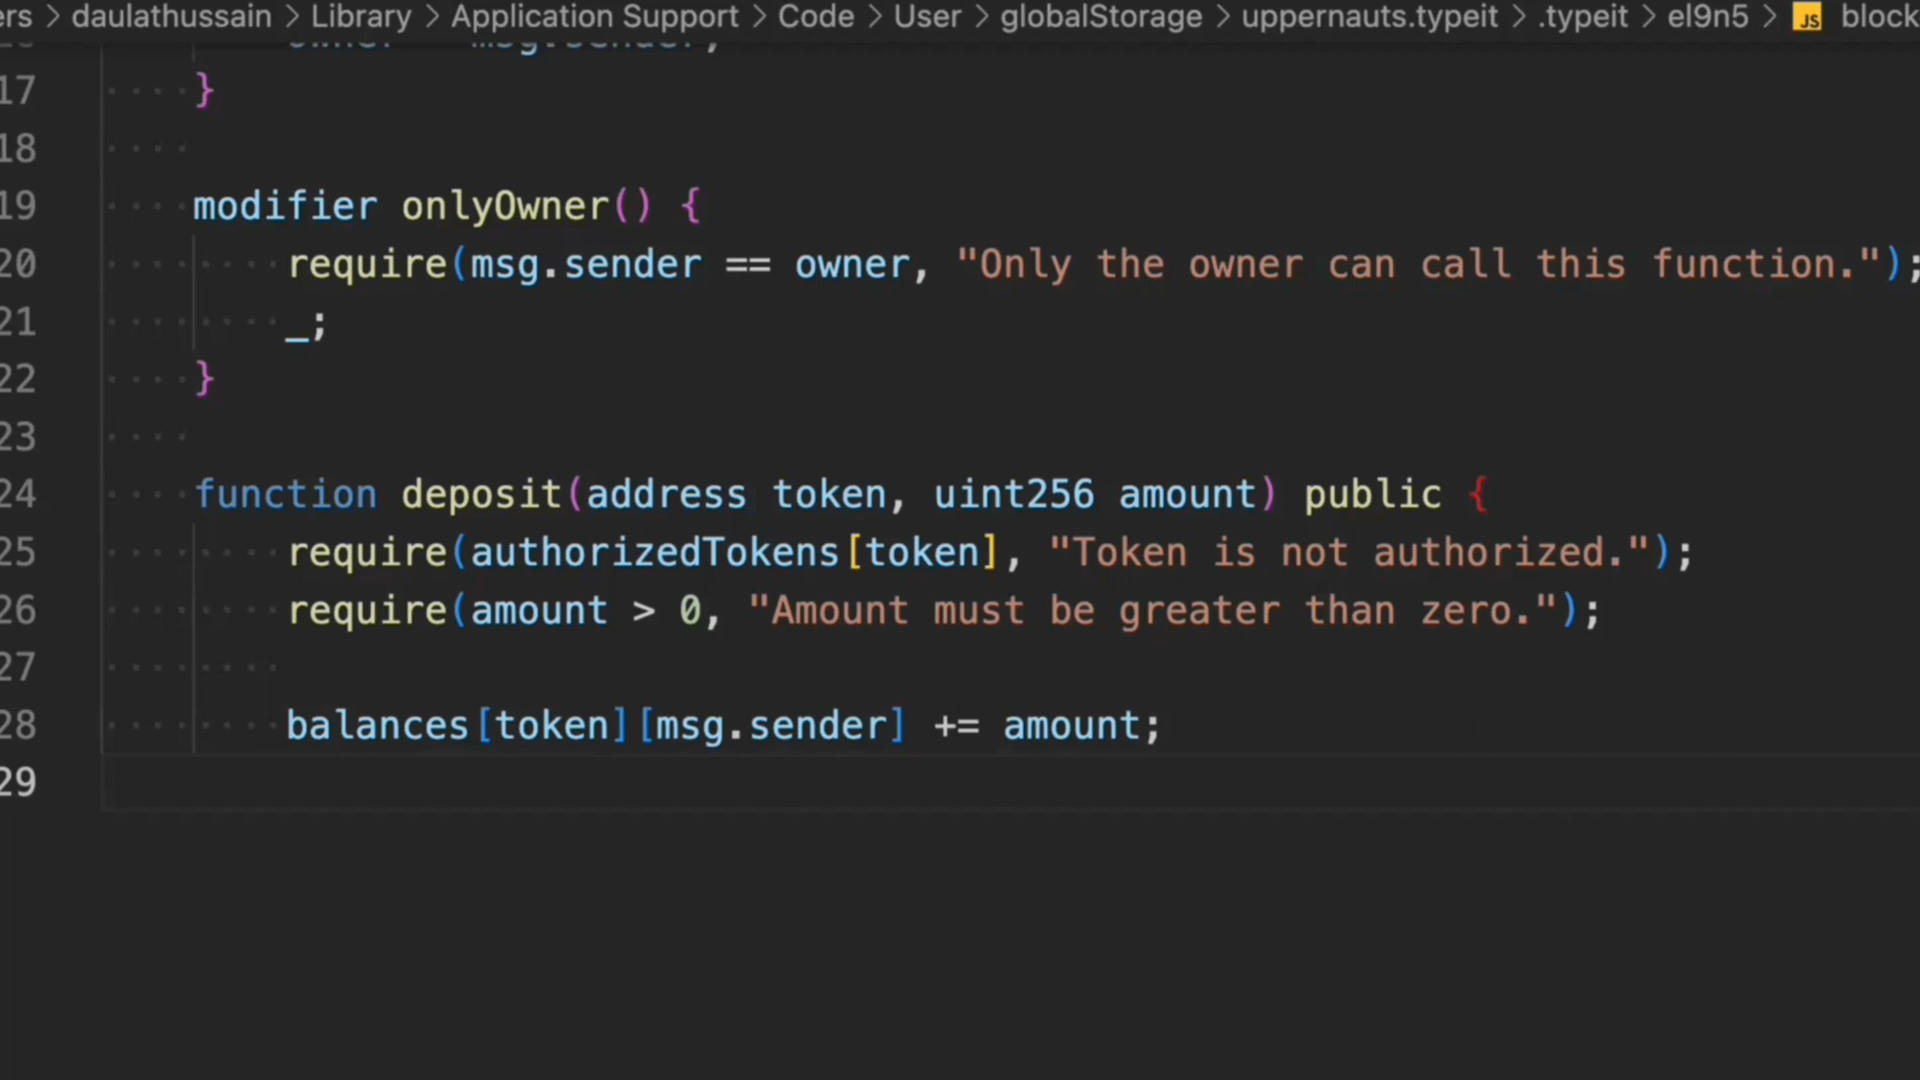 ers > daulathussain > Library > Application Support > Code > User > globalStorage > uppernauts.typeit > .typeit > el9n5 > JS block
owner = msg.sender;
17 }
18
19 modifier onlyOwner() {
20 require(msg.sender == owner, "Only the owner can call this function.");
21 _;
22 }
23
24 function deposit(address token, uint256 amount) public {
25 require(authorizedTokens[token], "Token is not authorized.");
26 require(amount > 0, "Amount must be greater than zero.");
27
28 balances[token][msg.sender] += amount;
29